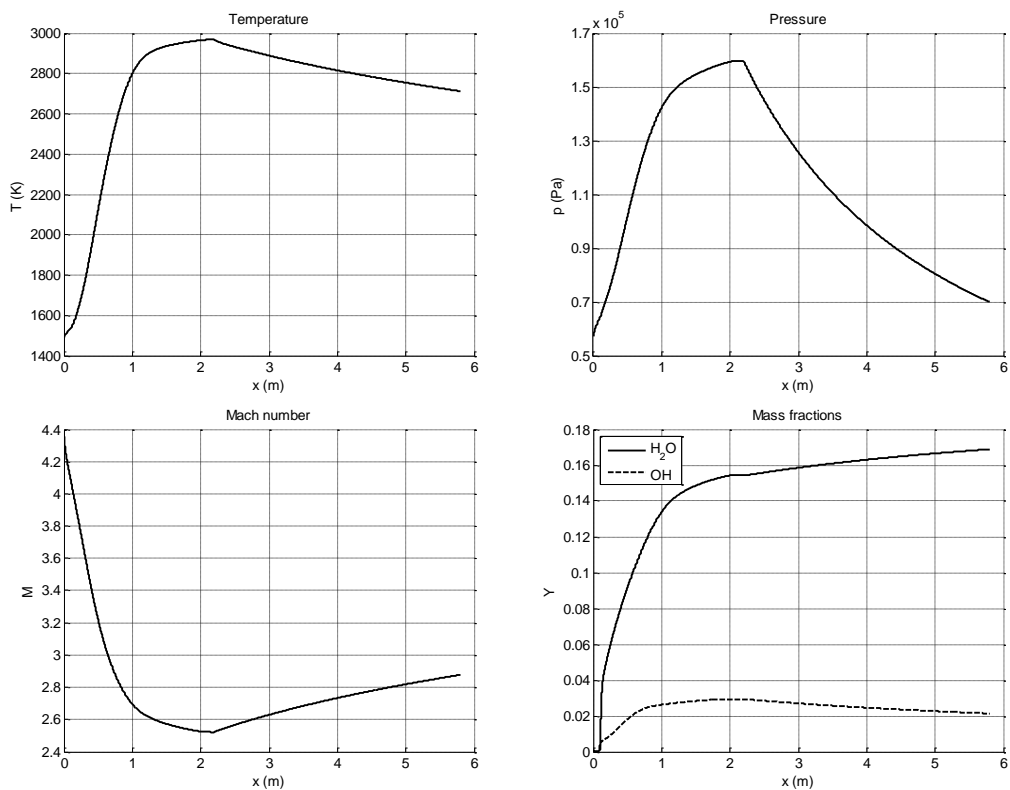 Temperature
3000
2800
2600
2400
2200
2000
1800
1600
1400
T (K)
0 1 2 3 4 5 6
x (m)
Pressure
x 10^5
1.7
1.5
1.3
1.1
0.9
0.7
0.5
p (Pa)
0 1 2 3 4 5 6
x (m)
Mach number
4.4
4.2
4
3.8
3.6
3.4
3.2
3
2.8
2.6
2.4
M
0 1 2 3 4 5 6
x (m)
Mass fractions
0.18
0.16
0.14
0.12
0.1
0.08
0.06
0.04
0.02
0
Y
H₂O
OH
0 1 2 3 4 5 6
x (m)